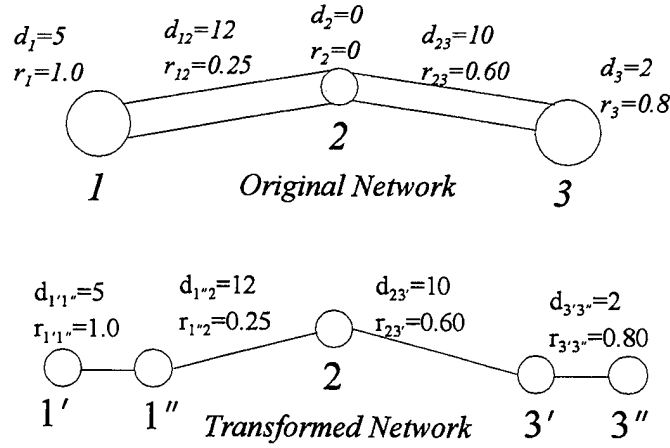 d₁=5 d₁₂=12 d₂=0 d₂₃=10
r₁=1.0 r₁₂=0.25 r₂=0 r₂₃=0.60 d₃=2
r₃=0.8
1 2 3
Original Network
d₁′₁″=5 d₁″₂=12 d₂₃′=10 d₃′₃″=2
r₁′₁″=1.0 r₁″₂=0.25 r₂₃′=0.60 r₃′₃″=0.80
1′ 1″ 2 3′ 3″
Transformed Network